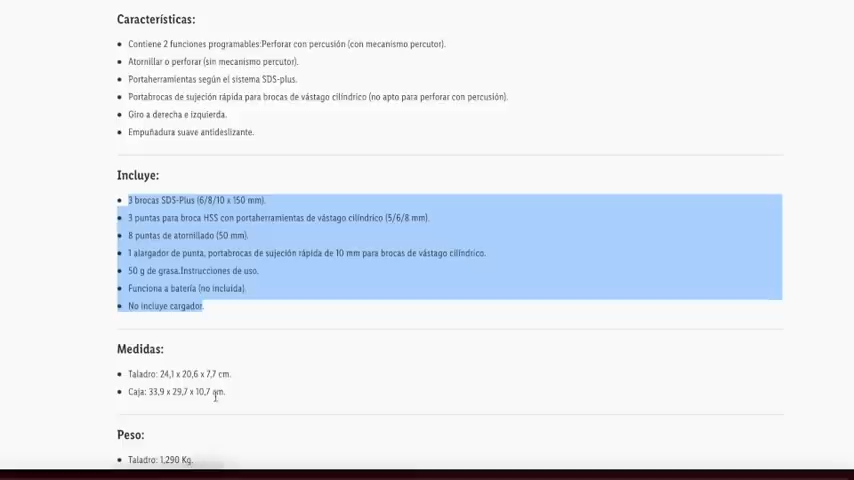 Características:
Contiene 2 funciones programables:Perforar con percusión (con mecanismo percutor).
Atornillar o perforar (sin mecanismo percutor).
Portaherramientas según el sistema SDS-plus.
Portabrocas de sujeción rápida para brocas de vástago cilíndrico (no apto para perforar con percusión).
Giro a derecha e izquierda.
Empuñadura suave antideslizante.
Incluye:
3 brocas SDS-Plus (6/8/10 x 150 mm).
3 puntas para broca HSS con portaherramientas de vástago cilíndrico (5/6/8 mm).
8 puntas de atornillado (50 mm).
1 alargador de punta, portabrocas de sujeción rápida de 10 mm para brocas de vástago cilíndrico.
50 g de grasa.Instrucciones de uso.
Funciona a batería (no incluida).
No incluye cargador.
Medidas:
Taladro: 24,1 x 20,6 x 7,7 cm.
Caja: 33,9 x 29,7 x 10,7 cm.
Peso:
Taladro: 1,290 Kg.